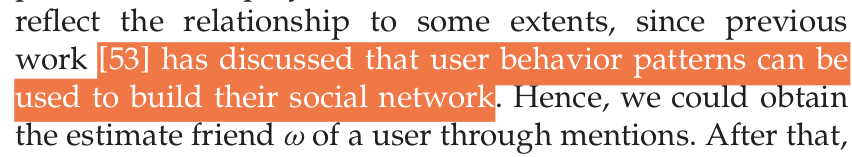 reflect the relationship to some extents, since previous
work [53] has discussed that user behavior patterns can be
used to build their social network. Hence, we could obtain
the estimate friend ω of a user through mentions. After that,